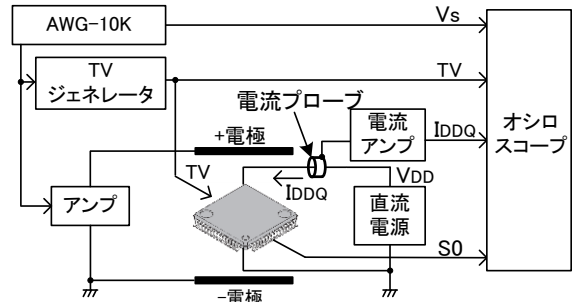 AWG-10K
Vs
TV
ジェネレータ
TV
電流プローブ
電流
アンプ
IDDQ
オシロ
スコープ
+電極
TV
IDDQ
VDD
アンプ
直流
電源
S0
-電極